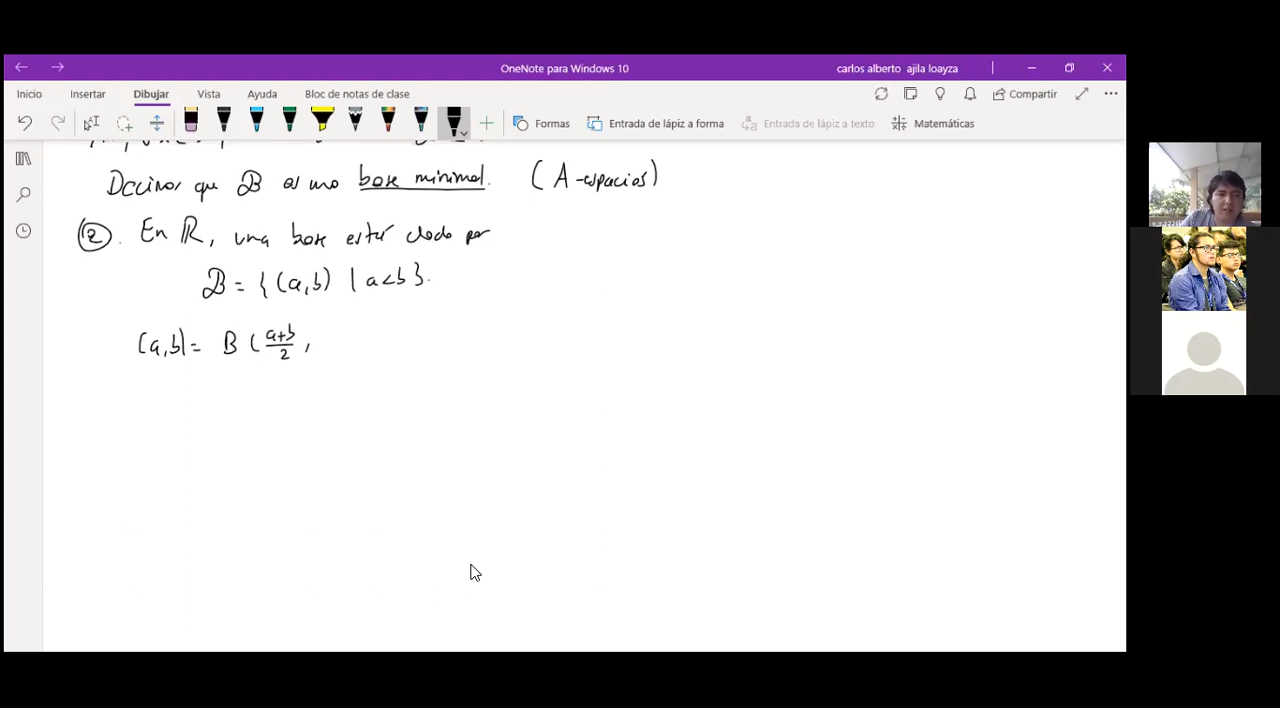 OneNote para Windows 10
carlos alberto ajila loayza
Inicio Insertar Dibujar Vista Ayuda Bloc de notas de clase
Compartir
Formas Entrada de lápiz a forma Entrada de lápiz a texto Matemáticas
Decimos que B es una base minimal. (A-espacios)
(2). En ℝ, una base está dada por
B = { (a,b) | a<b }.
(a,b) = B ( a+b/2 ,